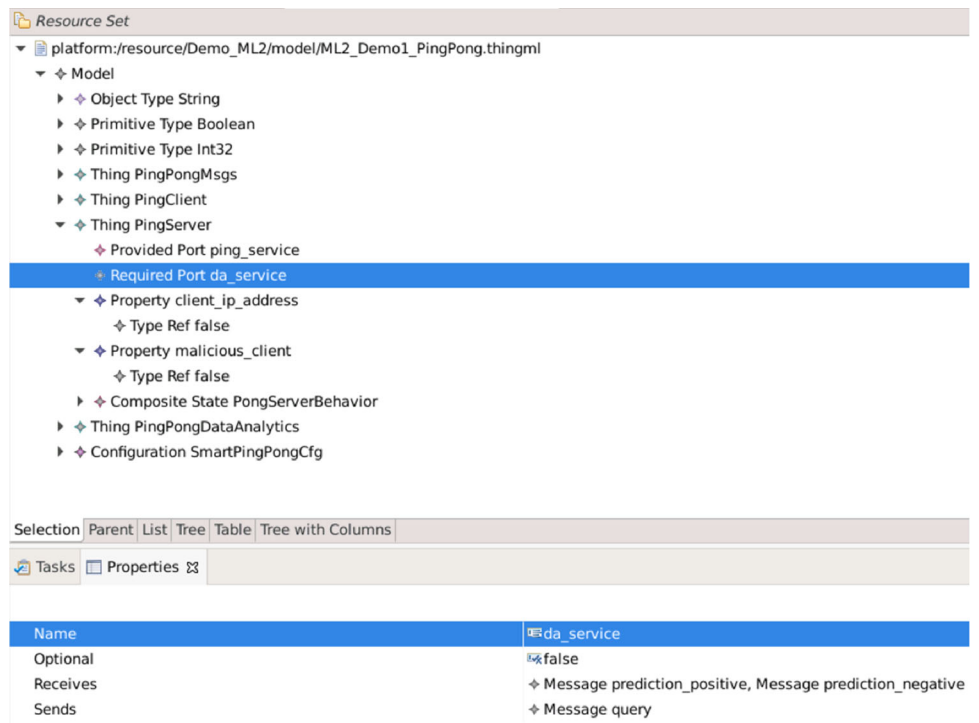 Resource Set
platform:/resource/Demo_ML2/model/ML2_Demo1_PingPong.thingml
Model
Object Type String
Primitive Type Boolean
Primitive Type Int32
Thing PingPongMsgs
Thing PingClient
Thing PingServer
Provided Port ping_service
Required Port da_service
Property client_ip_address
Type Ref false
Property malicious_client
Type Ref false
Composite State PongServerBehavior
Thing PingPongDataAnalytics
Configuration SmartPingPongCfg
Selection Parent List Tree Table Tree with Columns
Tasks Properties
Name da_service
Optional false
Receives Message prediction_positive, Message prediction_negative
Sends Message query